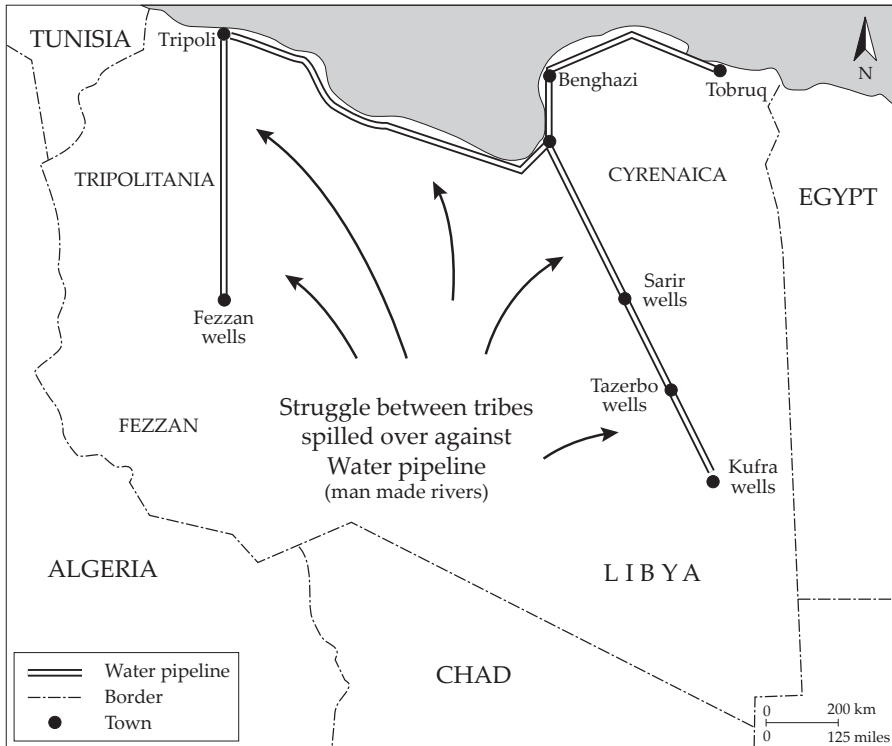 TUNISIA
Tripoli
Benghazi
Tobruq
N
TRIPOLITANIA
CYRENAICA
EGYPT
Fezzan
wells
Sarir
wells
Tazerbo
wells
Struggle between tribes
spilled over against
Water pipeline
(man made rivers)
FEZZAN
Kufra
wells
ALGERIA
LIBYA
CHAD
Water pipeline
Border
Town
0 200 km
0 125 miles